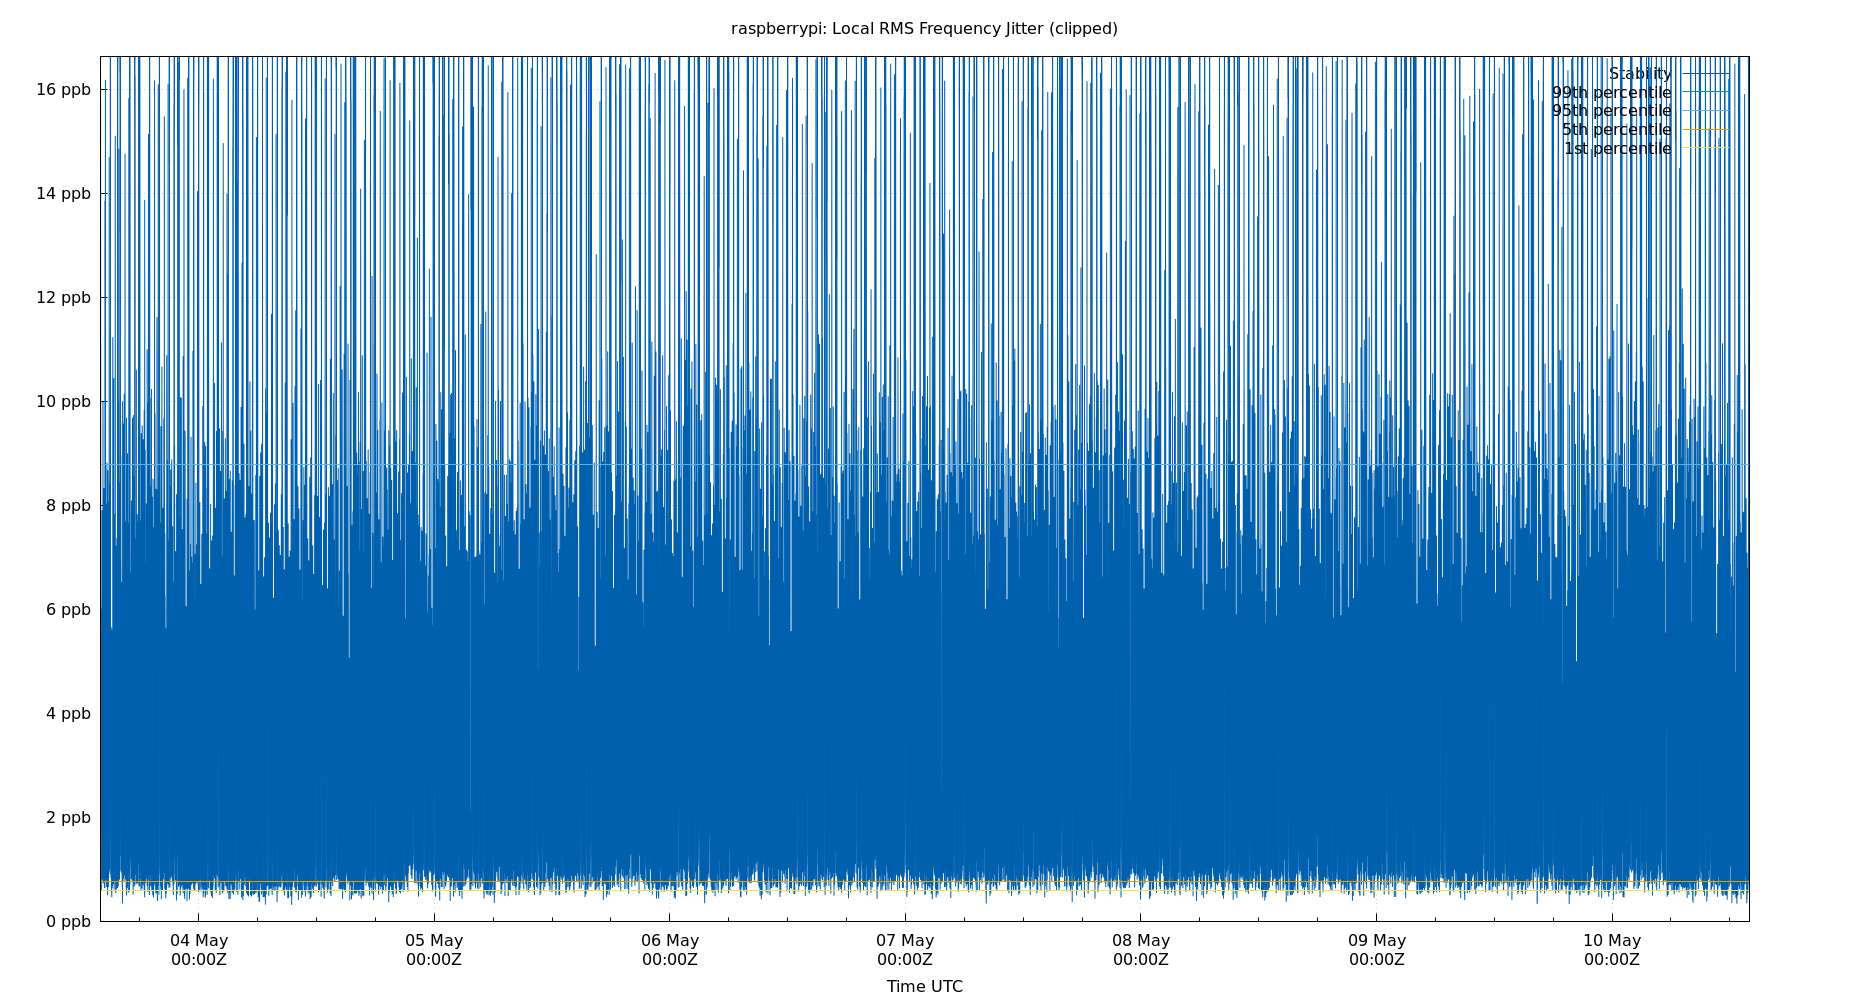 raspberrypi: Local RMS Frequency Jitter (clipped)
16 ppb
14 ppb
12 ppb
10 ppb
8 ppb
6 ppb
4 ppb
2 ppb
0 ppb
Stability
99th percentile
95th percentile
5th percentile
1st percentile
04 May
00:00Z
05 May
00:00Z
06 May
00:00Z
07 May
00:00Z
08 May
00:00Z
09 May
00:00Z
10 May
00:00Z
Time UTC